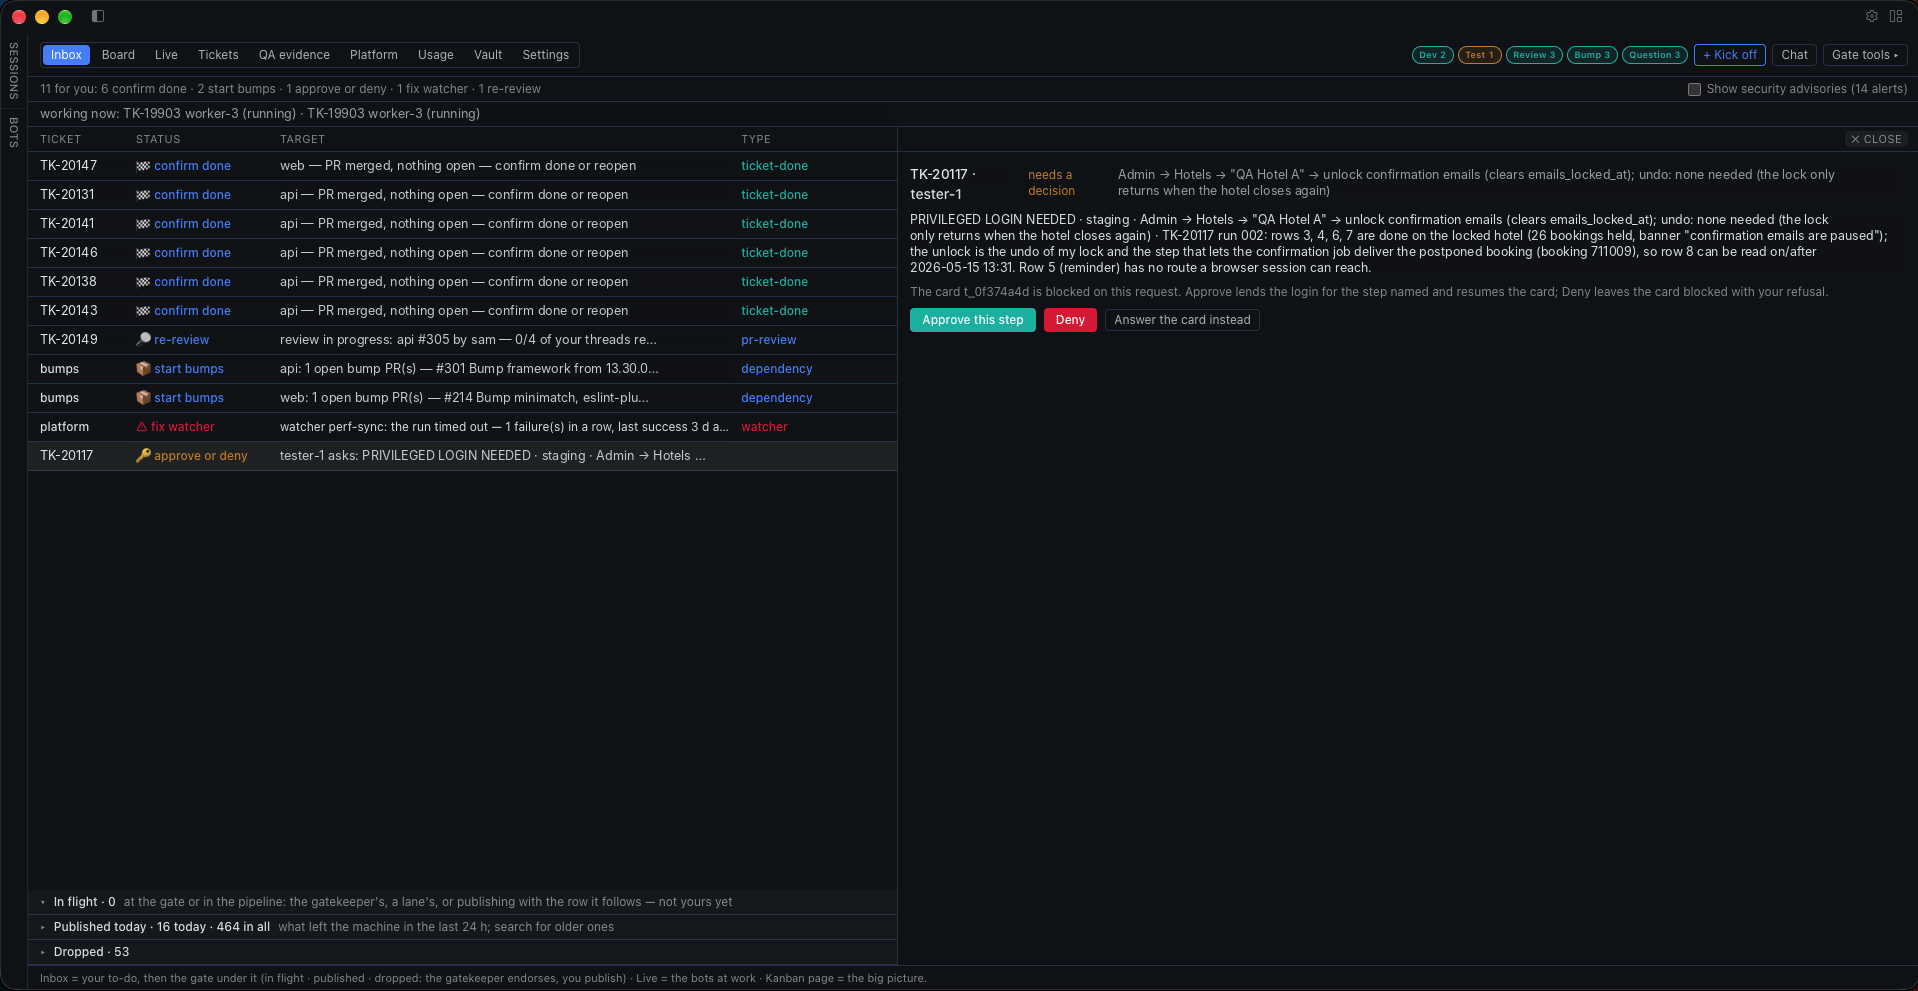 SESSIONS
BOTS
Inbox Board Live Tickets QA evidence Platform Usage Vault Settings
Dev 2 Test 1 Review 3 Bump 3 Question 3 + Kick off Chat Gate tools ▸
11 for you: 6 confirm done · 2 start bumps · 1 approve or deny · 1 fix watcher · 1 re-review
Show security advisories (14 alerts)
working now: TK-19903 worker-3 (running) · TK-19903 worker-3 (running)
TICKET STATUS TARGET TYPE
TK-20147 confirm done web — PR merged, nothing open — confirm done or reopen ticket-done
TK-20131 confirm done api — PR merged, nothing open — confirm done or reopen ticket-done
TK-20141 confirm done api — PR merged, nothing open — confirm done or reopen ticket-done
TK-20146 confirm done api — PR merged, nothing open — confirm done or reopen ticket-done
TK-20138 confirm done api — PR merged, nothing open — confirm done or reopen ticket-done
TK-20143 confirm done api — PR merged, nothing open — confirm done or reopen ticket-done
TK-20149 re-review review in progress: api #305 by sam — 0/4 of your threads re... pr-review
bumps start bumps api: 1 open bump PR(s) — #301 Bump framework from 13.30.0... dependency
bumps start bumps web: 1 open bump PR(s) — #214 Bump minimatch, eslint-plu... dependency
platform ⚠ fix watcher watcher perf-sync: the run timed out — 1 failure(s) in a row, last success 3 d a... watcher
TK-20117 approve or deny tester-1 asks: PRIVILEGED LOGIN NEEDED · staging · Admin → Hotels ...
✕ CLOSE
TK-20117 ·
tester-1
needs a
decision
Admin → Hotels → "QA Hotel A" → unlock confirmation emails (clears emails_locked_at); undo: none needed (the lock only
returns when the hotel closes again)
PRIVILEGED LOGIN NEEDED · staging · Admin → Hotels → "QA Hotel A" → unlock confirmation emails (clears emails_locked_at); undo: none needed (the lock
only returns when the hotel closes again) · TK-20117 run 002: rows 3, 4, 6, 7 are done on the locked hotel (26 bookings held, banner "confirmation emails are paused");
the unlock is the undo of my lock and the step that lets the confirmation job deliver the postponed booking (booking 711009), so row 8 can be read on/after
2026-05-15 13:31. Row 5 (reminder) has no route a browser session can reach.
The card t_0f374a4d is blocked on this request. Approve lends the login for the step named and resumes the card; Deny leaves the card blocked with your refusal.
Approve this step Deny Answer the card instead
▾ In flight · 0 at the gate or in the pipeline: the gatekeeper's, a lane's, or publishing with the row it follows — not yours yet
▸ Published today · 16 today · 464 in all what left the machine in the last 24 h; search for older ones
▸ Dropped · 53
Inbox = your to-do, then the gate under it (in flight · published · dropped: the gatekeeper endorses, you publish) · Live = the bots at work · Kanban page = the big picture.